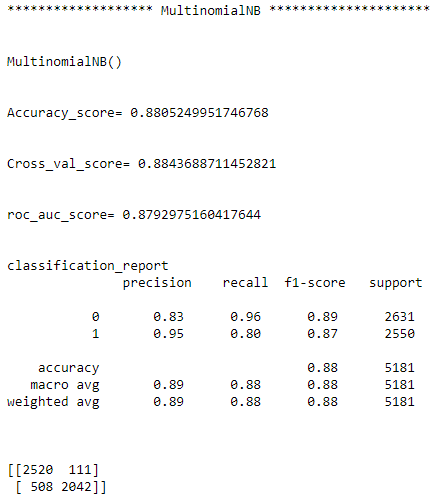 ******************* MultinomialNB *********************
MultinomialNB()
Accuracy_score= 0.8805249951746768
Cross_val_score= 0.8843688711452821
roc_auc_score= 0.8792975160417644
classification_report
precision recall f1-score support
0 0.83 0.96 0.89 2631
1 0.95 0.80 0.87 2550
accuracy 0.88 5181
macro avg 0.89 0.88 0.88 5181
weighted avg 0.89 0.88 0.88 5181
[[2520 111]
[ 508 2042]]